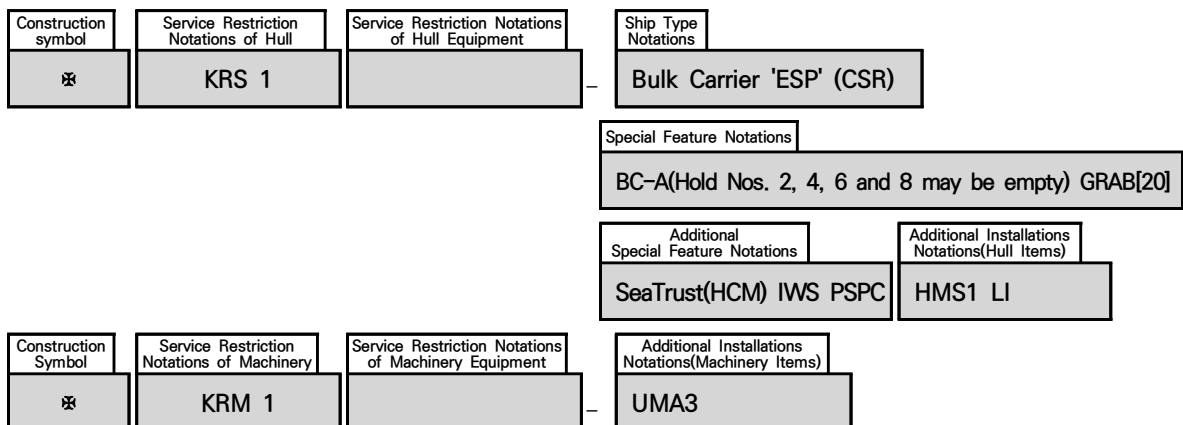 Construction symbol
Service Restriction Notations of Hull
Service Restriction Notations of Hull Equipment
Ship Type Notations
✠ KRS 1 – Bulk Carrier 'ESP' (CSR)
Special Feature Notations
BC-A(Hold Nos. 2, 4, 6 and 8 may be empty) GRAB[20]
Additional Special Feature Notations
Additional Installations Notations(Hull Items)
SeaTrust(HCM) IWS PSPC HMS1 LI
Construction Symbol
Service Restriction Notations of Machinery
Service Restriction Notations of Machinery Equipment
Additional Installations Notations(Machinery Items)
✠ KRM 1 – UMA3